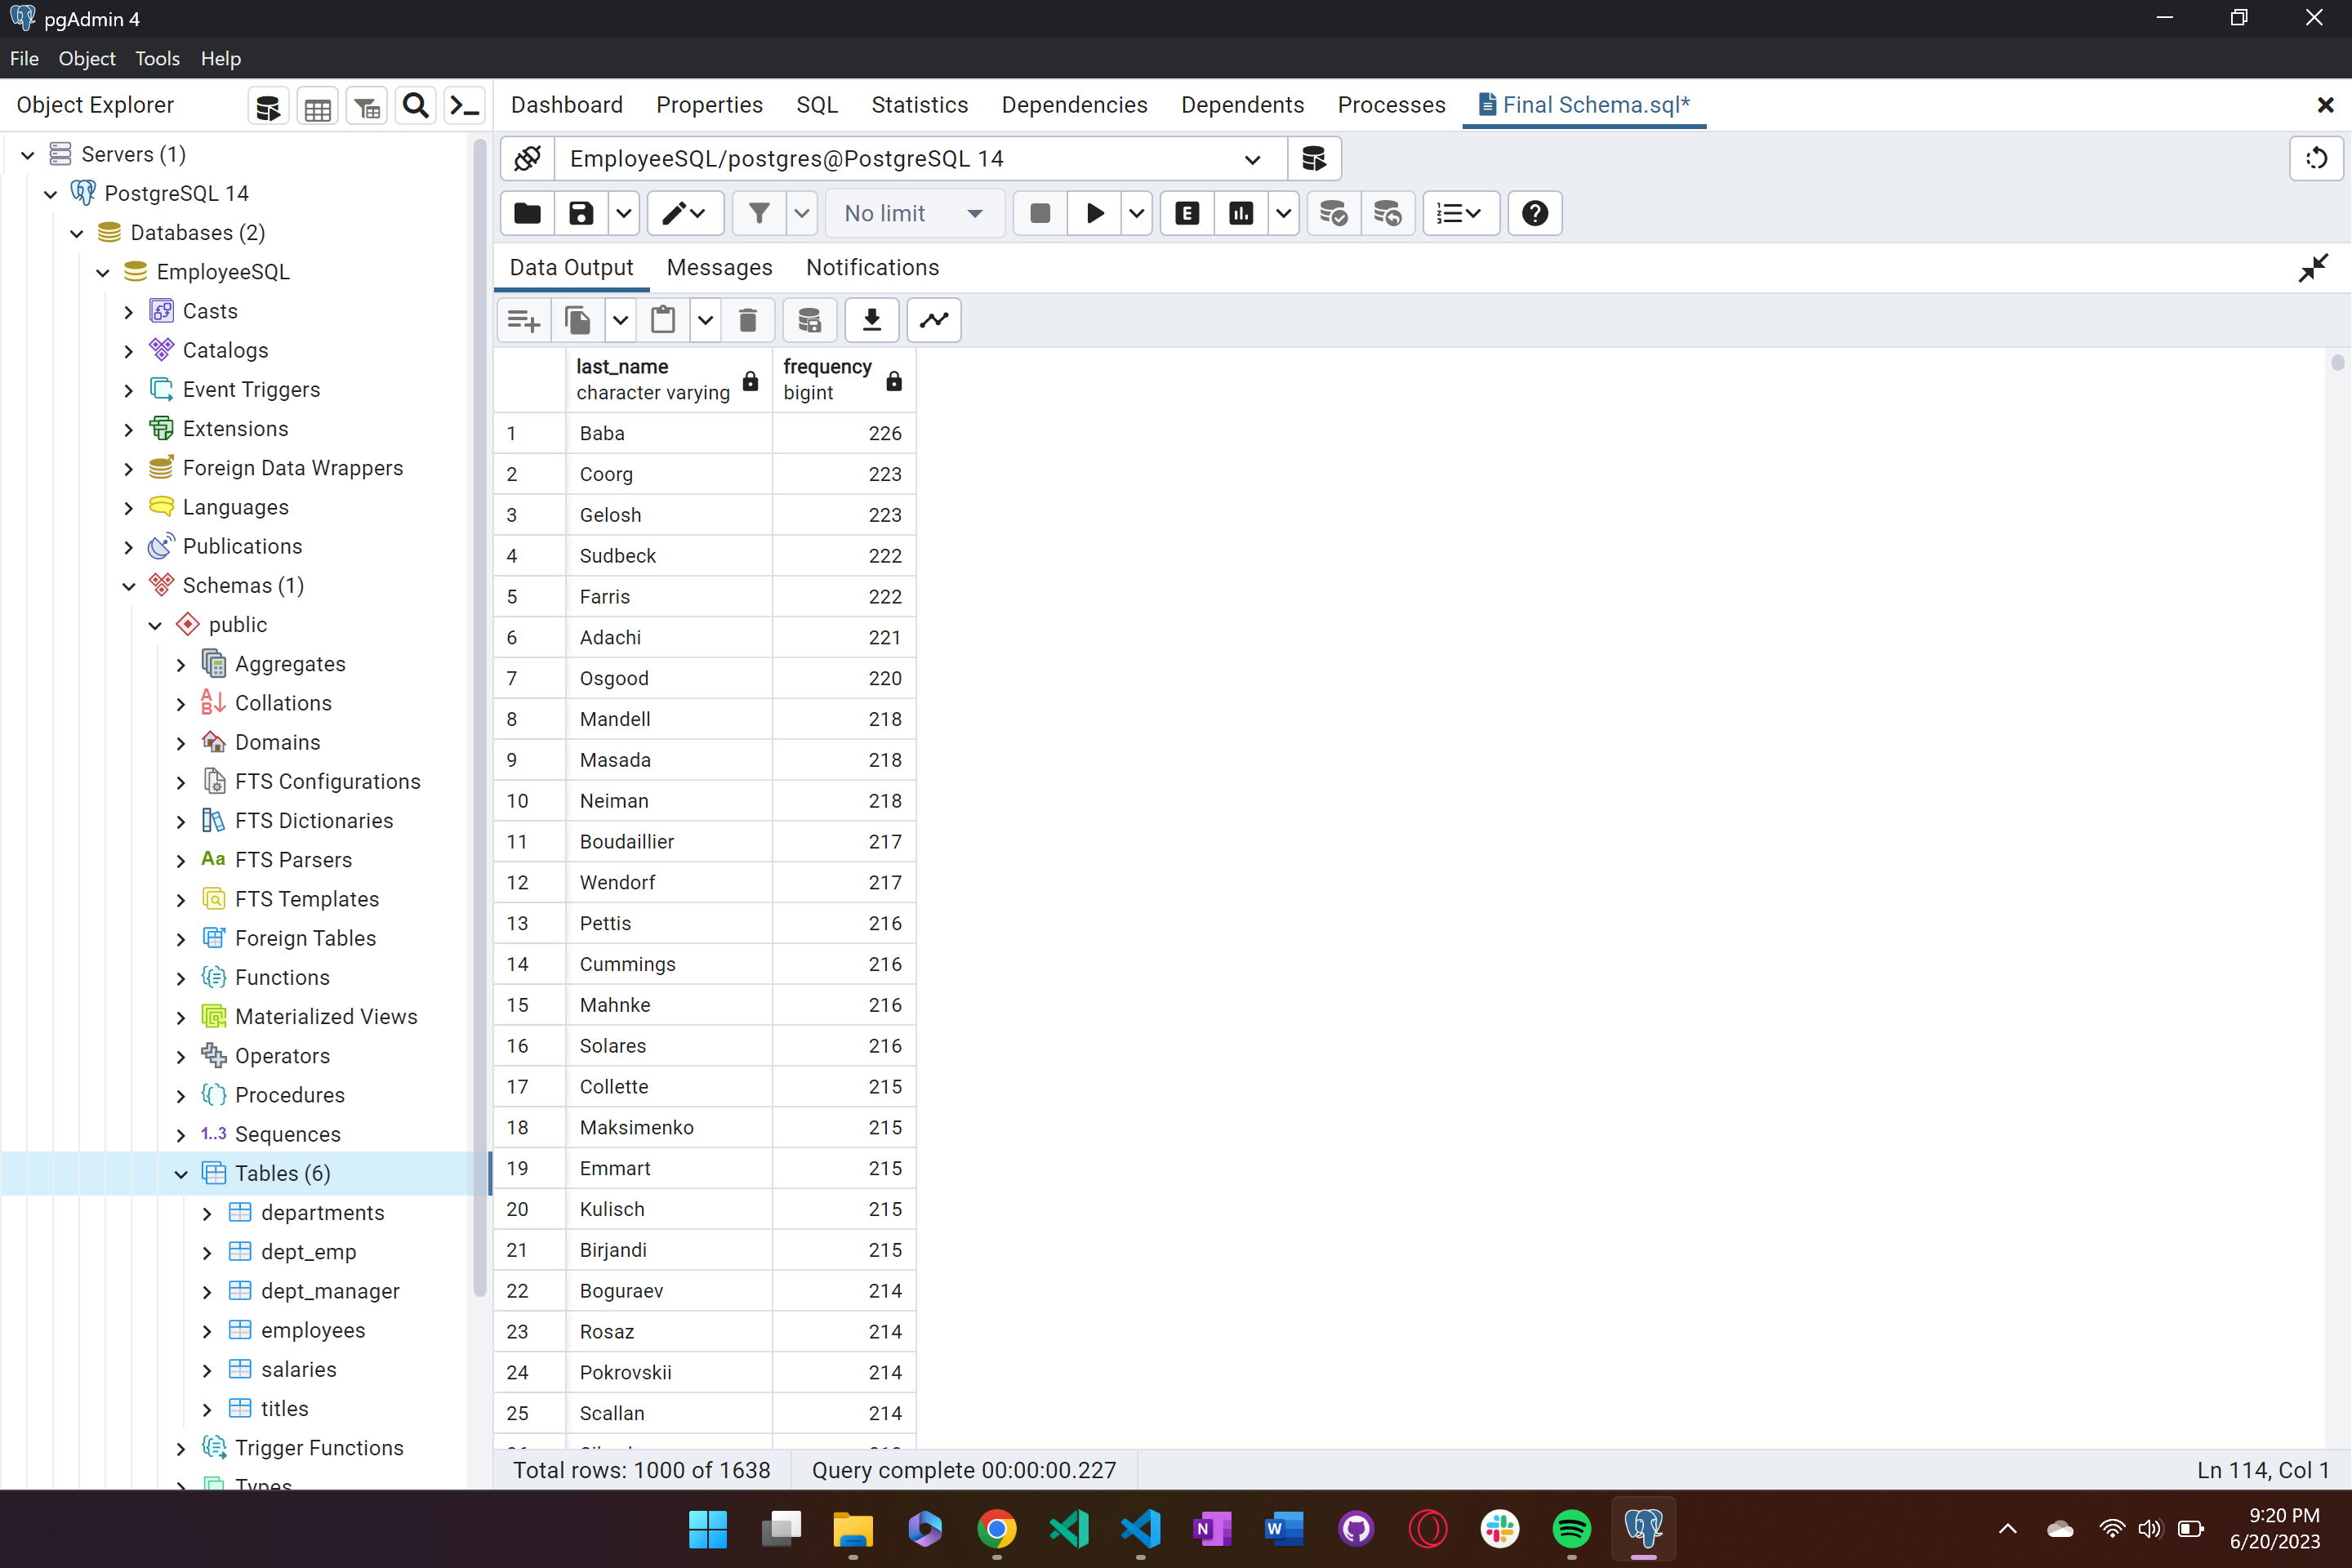 pgAdmin 4
File Object Tools Help
Object Explorer
Dashboard Properties SQL Statistics Dependencies Dependents Processes Final Schema.sql*
Servers (1)
PostgreSQL 14
Databases (2)
EmployeeSQL
Casts
Catalogs
Event Triggers
Extensions
Foreign Data Wrappers
Languages
Publications
Schemas (1)
public
Aggregates
Collations
Domains
FTS Configurations
FTS Dictionaries
Aa FTS Parsers
FTS Templates
Foreign Tables
Functions
Materialized Views
Operators
Procedures
1..3 Sequences
Tables (6)
departments
dept_emp
dept_manager
employees
salaries
titles
Trigger Functions
Types
EmployeeSQL/postgres@PostgreSQL 14
No limit
Data Output Messages Notifications
last_name frequency
character varying bigint
1 Baba 226
2 Coorg 223
3 Gelosh 223
4 Sudbeck 222
5 Farris 222
6 Adachi 221
7 Osgood 220
8 Mandell 218
9 Masada 218
10 Neiman 218
11 Boudaillier 217
12 Wendorf 217
13 Pettis 216
14 Cummings 216
15 Mahnke 216
16 Solares 216
17 Collette 215
18 Maksimenko 215
19 Emmart 215
20 Kulisch 215
21 Birjandi 215
22 Boguraev 214
23 Rosaz 214
24 Pokrovskii 214
25 Scallan 214
Total rows: 1000 of 1638 Query complete 00:00:00.227 Ln 114, Col 1
9:20 PM
6/20/2023